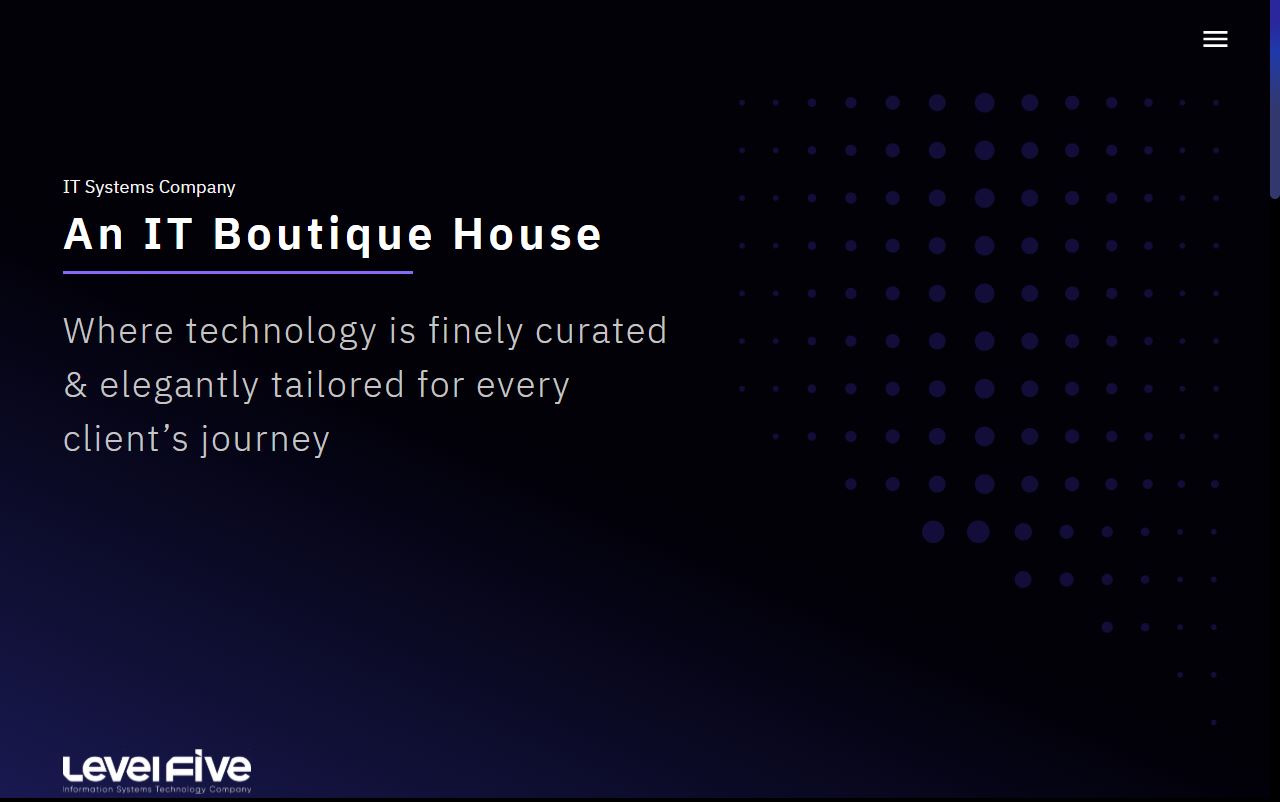 IT Systems Company
An IT Boutique House
Where technology is finely curated
& elegantly tailored for every
client’s journey
Level Five
Information Systems Technology Company